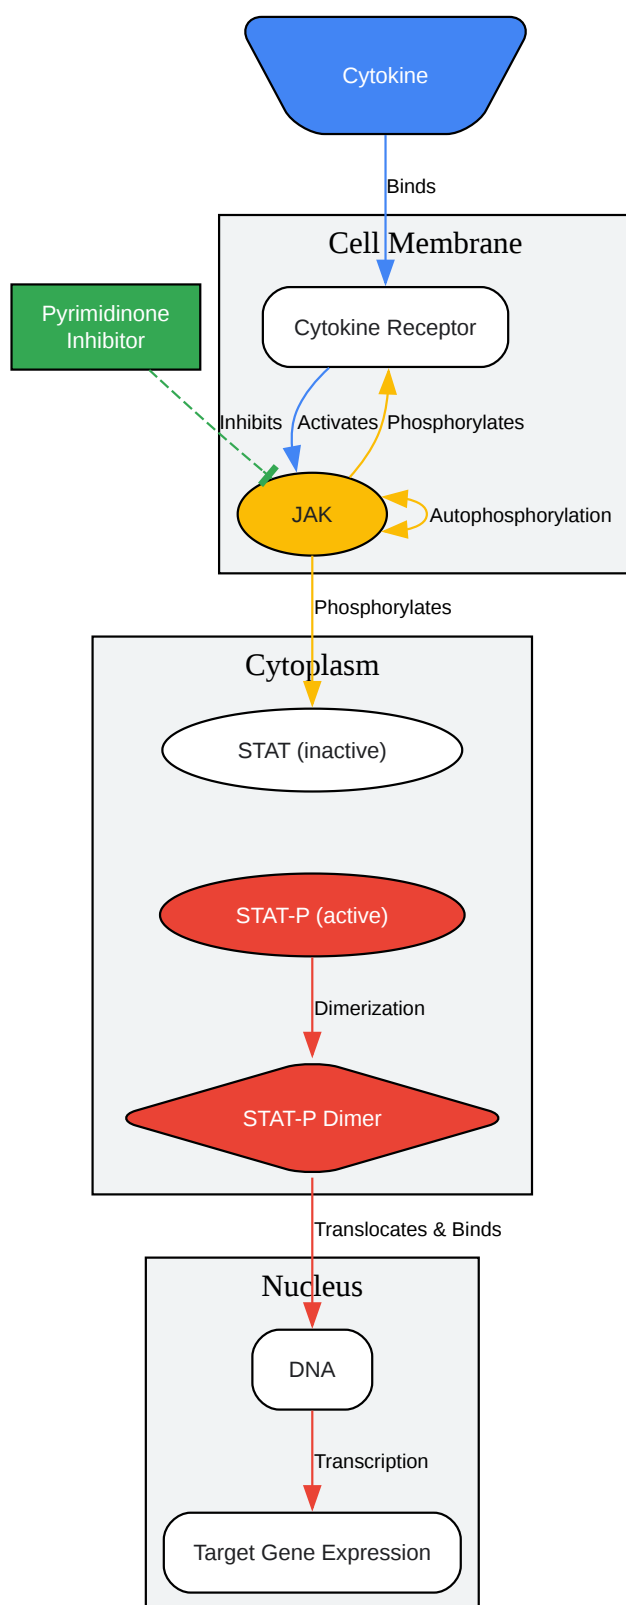 Cytokine
Binds
Cell Membrane
Pyrimidinone
Inhibitor
Cytokine Receptor
Inhibits
Activates
Phosphorylates
JAK
Autophosphorylation
Phosphorylates
Cytoplasm
STAT (inactive)
STAT-P (active)
Dimerization
STAT-P Dimer
Translocates & Binds
Nucleus
DNA
Transcription
Target Gene Expression